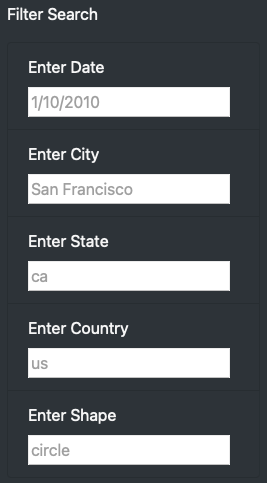 Filter Search
Enter Date
1/10/2010
Enter City
San Francisco
Enter State
ca
Enter Country
us
Enter Shape
circle